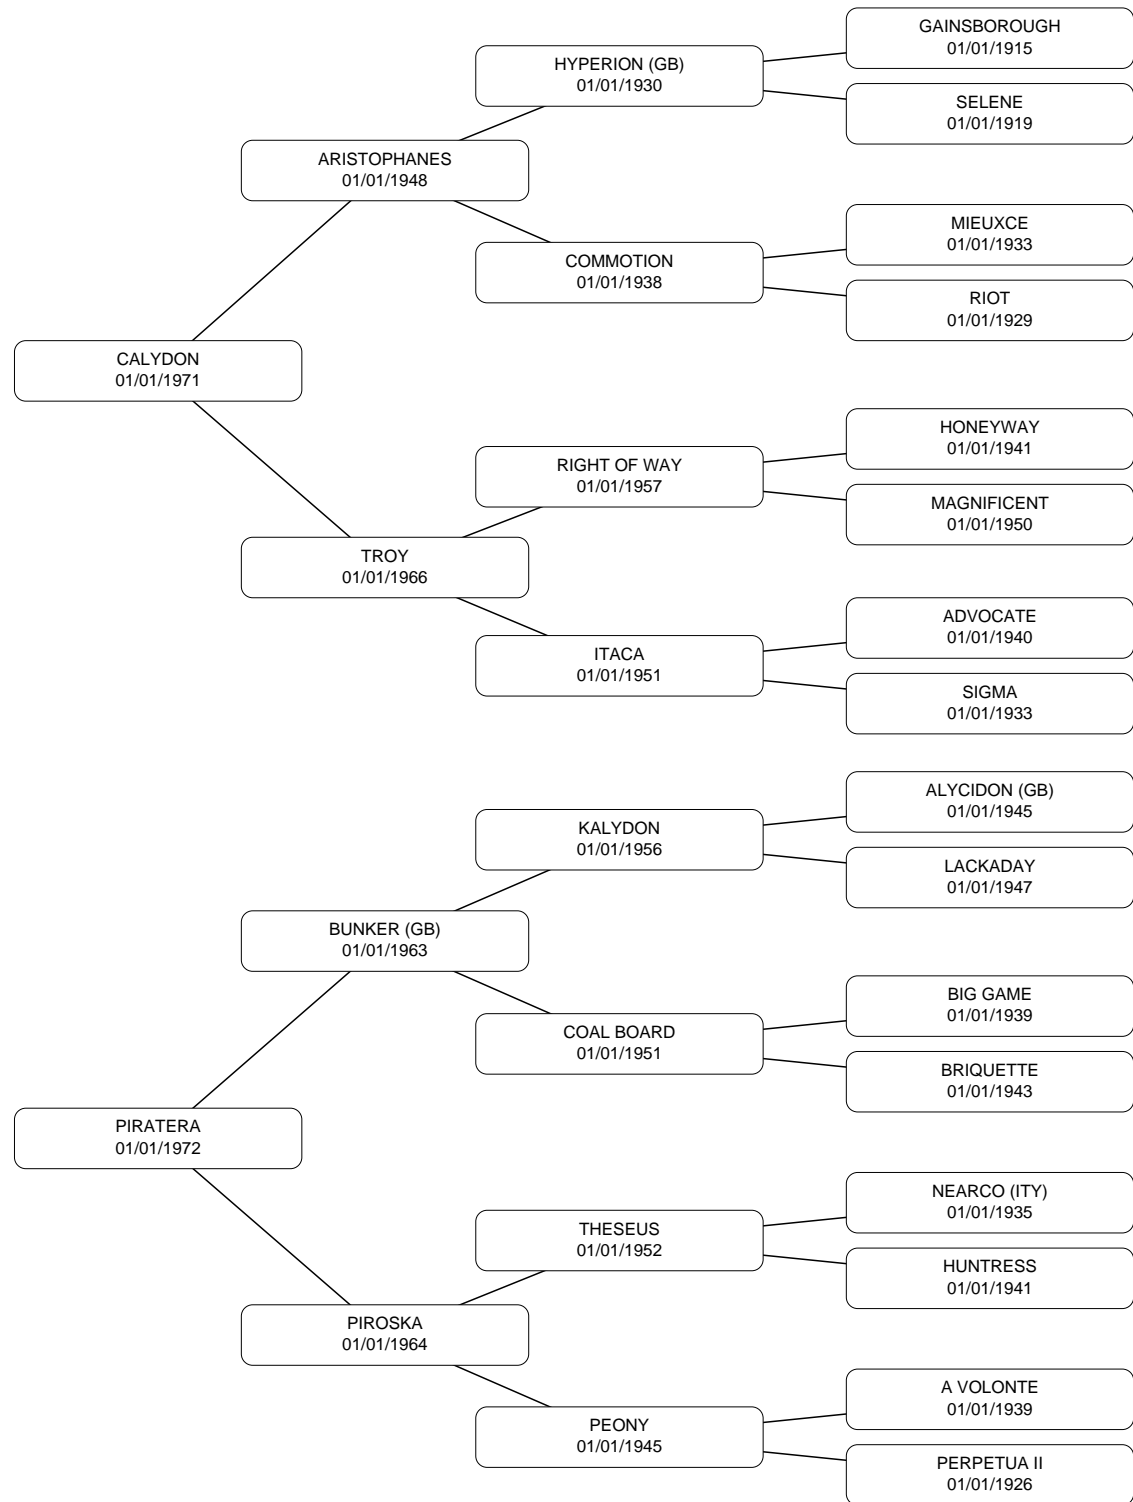 GAINSBOROUGH
01/01/1915
HYPERION (GB)
01/01/1930
SELENE
01/01/1919
ARISTOPHANES
01/01/1948
MIEUXCE
01/01/1933
COMMOTION
01/01/1938
RIOT
01/01/1929
CALYDON
01/01/1971
HONEYWAY
01/01/1941
RIGHT OF WAY
01/01/1957
MAGNIFICENT
01/01/1950
TROY
01/01/1966
ADVOCATE
01/01/1940
ITACA
01/01/1951
SIGMA
01/01/1933
ALYCIDON (GB)
01/01/1945
KALYDON
01/01/1956
LACKADAY
01/01/1947
BUNKER (GB)
01/01/1963
BIG GAME
01/01/1939
COAL BOARD
01/01/1951
BRIQUETTE
01/01/1943
PIRATERA
01/01/1972
NEARCO (ITY)
01/01/1935
THESEUS
01/01/1952
HUNTRESS
01/01/1941
PIROSKA
01/01/1964
A VOLONTE
01/01/1939
PEONY
01/01/1945
PERPETUA II
01/01/1926